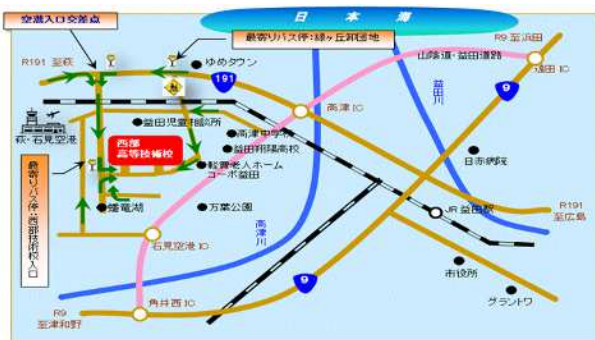 空港入口交差点
日本海
R9 至浜田
最寄りバス停：緑ヶ丘卸団地
山陰道・益田道路
ゆめタウン
遠田 IC
R191 至萩
191
9
益田川
高津 IC
萩・石見空港
益田児童相談所
高津中学校
益田翔陽高校
西部
高等技術校
日赤病院
軽費老人ホーム
コーポ益田
最寄りバス停：西部技術校入口
蟠竜湖
万葉公園
高津川
JR 益田駅
R191
至広島
石見空港 IC
9
市役所
グラントワ
角井西 IC
R9
至津和野